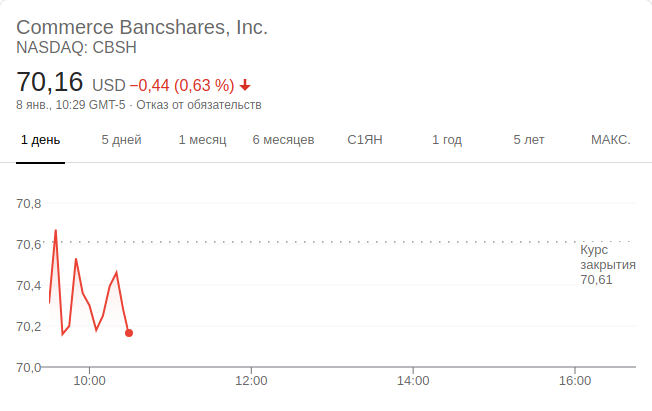 Commerce Bancshares, Inc.
NASDAQ: CBSH
70,16 USD −0,44 (0,63 %)
8 янв., 10:29 GMT-5 · Отказ от обязательств
1 день 5 дней 1 месяц 6 месяцев С1ЯН 1 год 5 лет МАКС.
70,8
70,6
Курс
закрытия
70,61
70,4
70,2
70,0
10:00 12:00 14:00 16:00